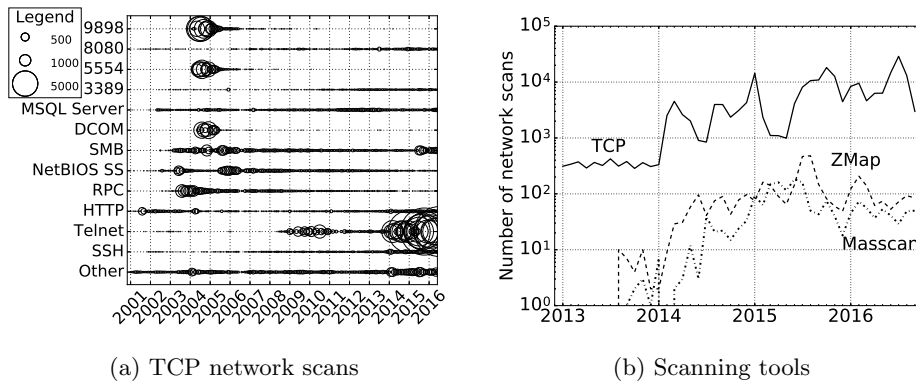 Legend
500
1000
5000
9898
8080
5554
3389
MSQL Server
DCOM
SMB
NetBIOS SS
RPC
HTTP
Telnet
SSH
Other
2001 2002 2003 2004 2005 2006 2007 2008 2009 2010 2011 2012 2013 2014 2015 2016
(a) TCP network scans
Number of network scans
10^5
10^4
10^3
10^2
10^1
10^0
TCP
ZMap
Masscan
2013 2014 2015 2016
(b) Scanning tools